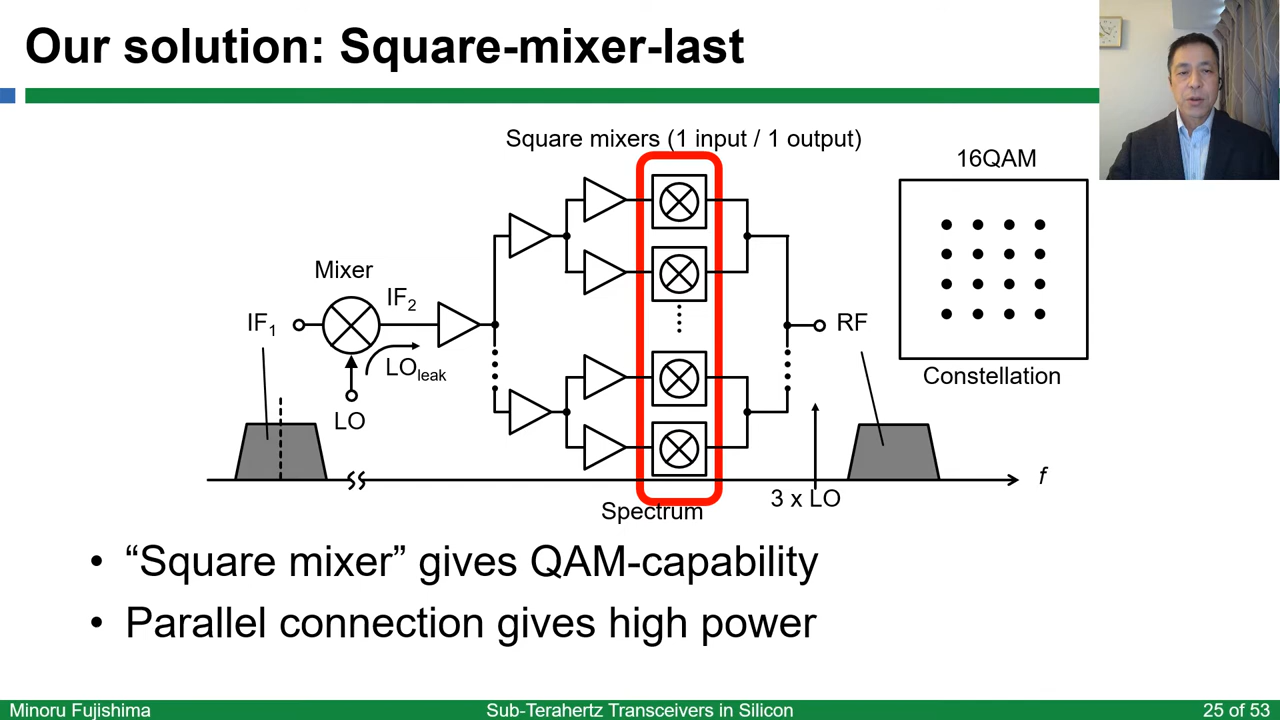 Our solution: Square-mixer-last
Square mixers (1 input / 1 output)
16QAM
Mixer
IF2
IF1
LOleak
RF
Constellation
LO
f
3 x LO
Spectrum
• “Square mixer” gives QAM-capability
• Parallel connection gives high power
Minoru Fujishima
Sub-Terahertz Transceivers in Silicon
25 of 53